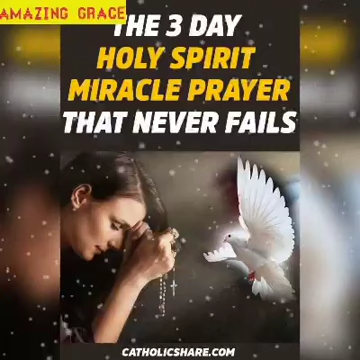 AMAZING GRACE
THE 3 DAY
HOLY SPIRIT
MIRACLE PRAYER
THAT NEVER FAILS
CATHOLICSHARE.COM